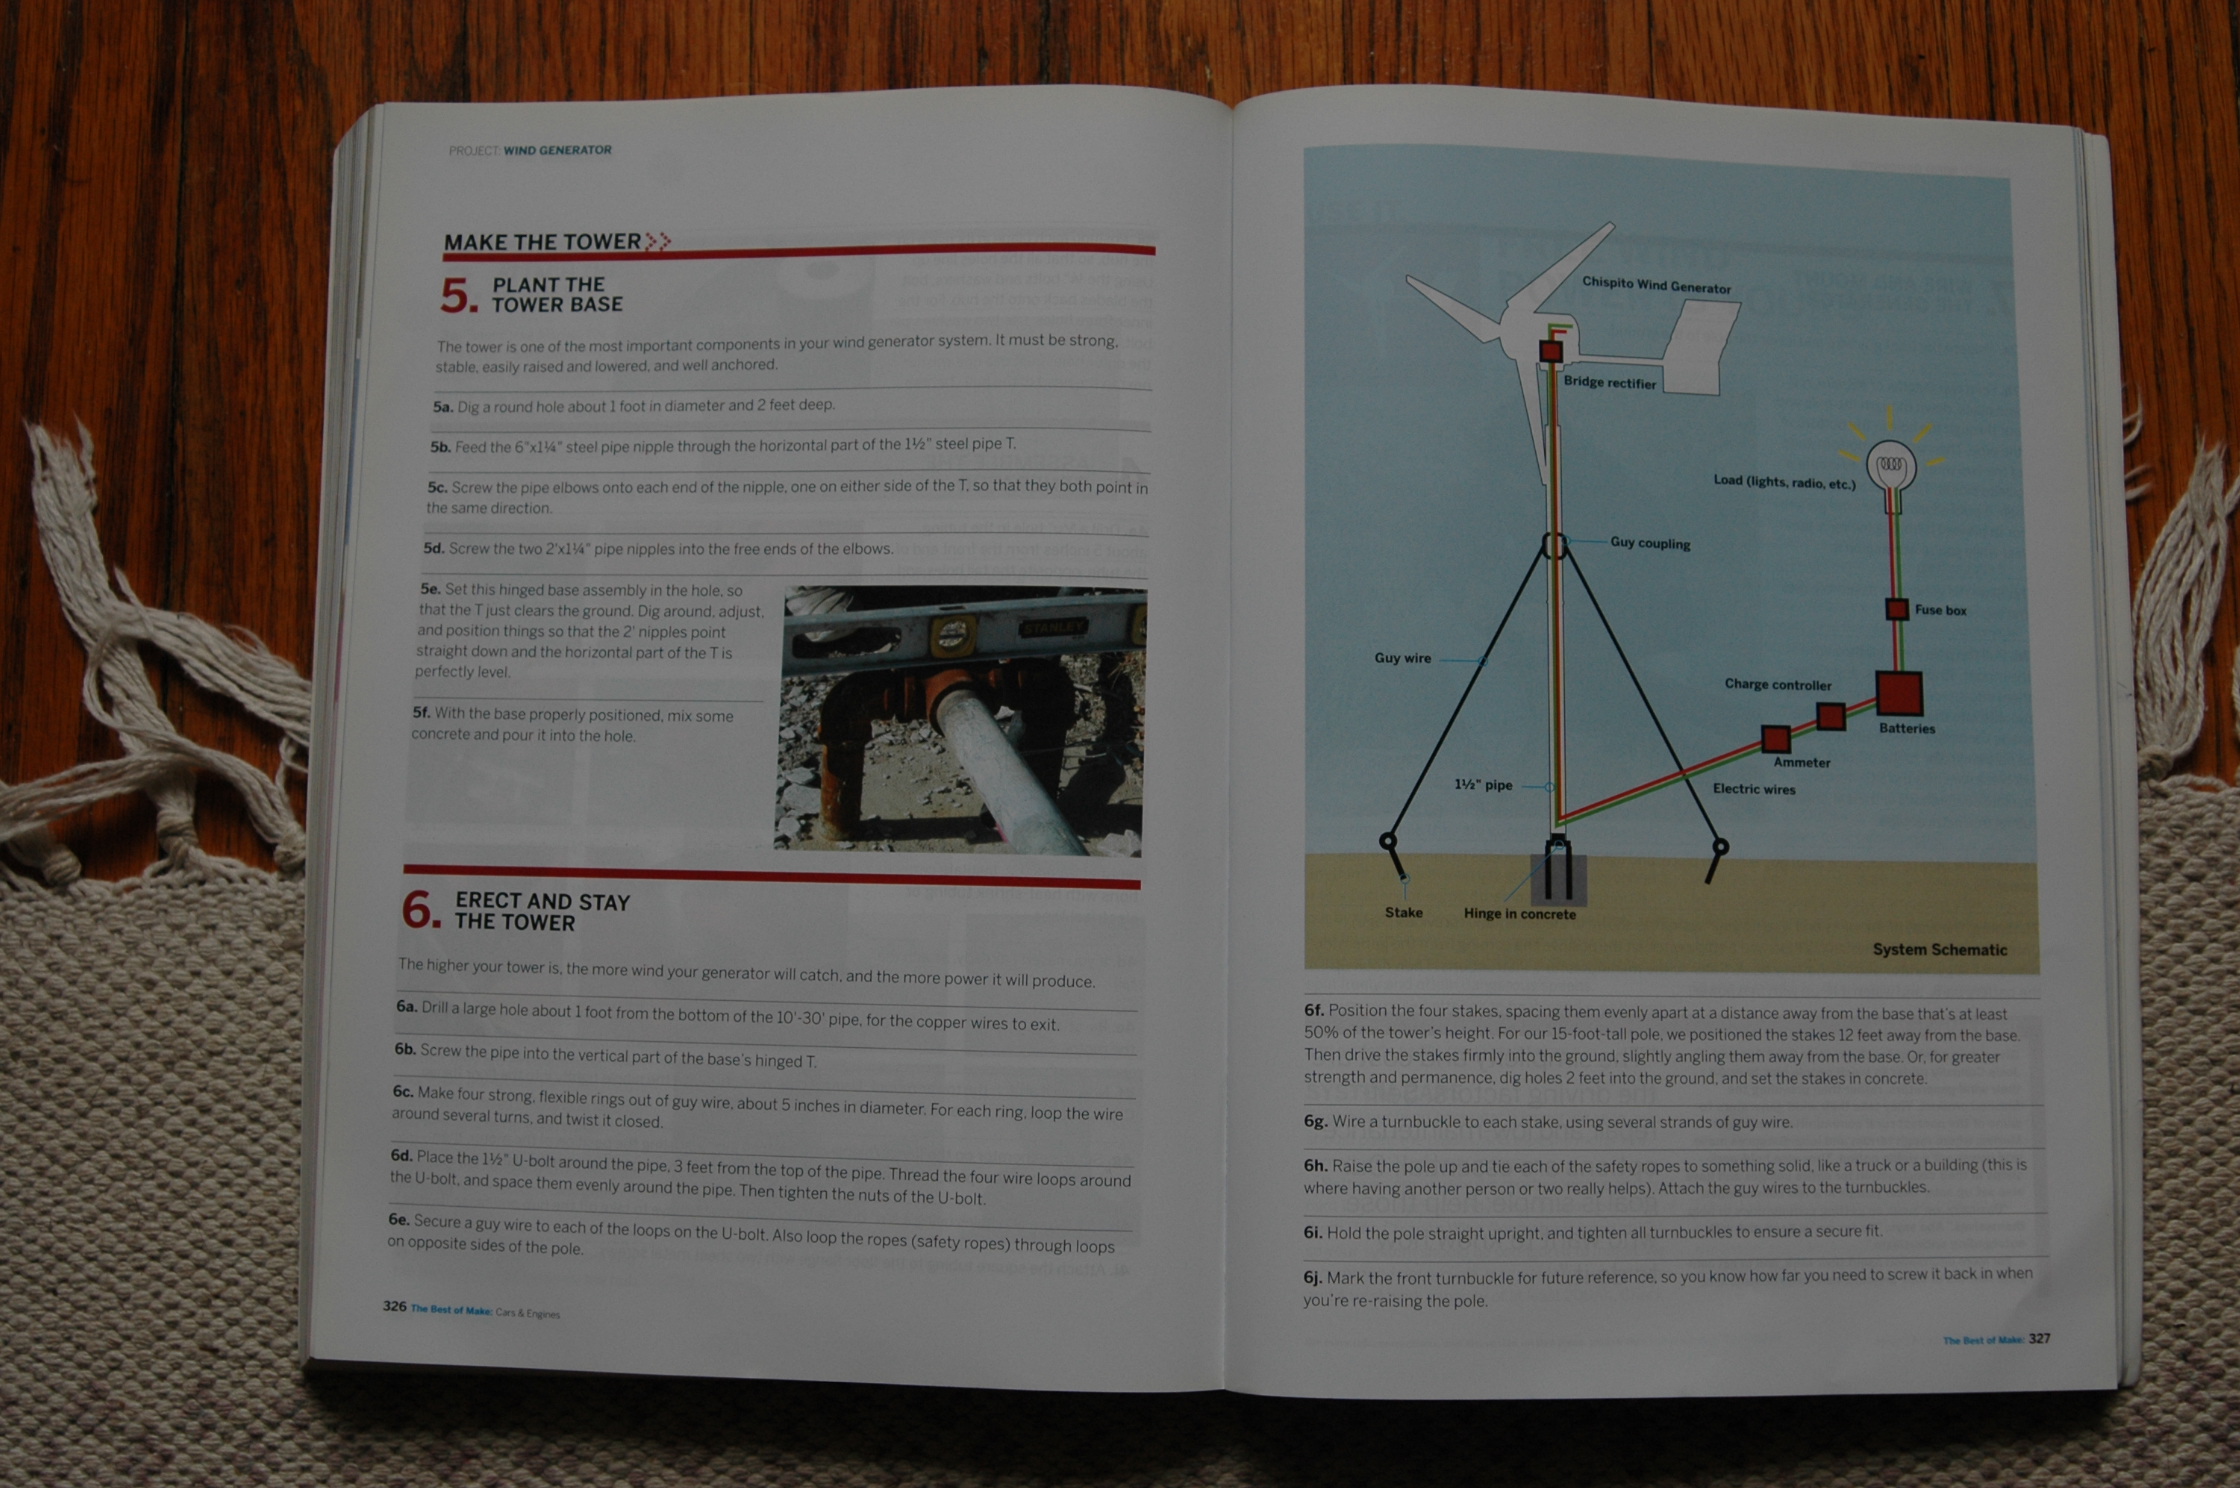 PROJECT: WIND GENERATOR
MAKE THE TOWER >>
5. PLANT THE
TOWER BASE
The tower is one of the most important components in your wind generator system. It must be strong,
stable, easily raised and lowered, and well anchored.
5a. Dig a round hole about 1 foot in diameter and 2 feet deep.
5b. Feed the 6"x1¼" steel pipe nipple through the horizontal part of the 1½" steel pipe T.
5c. Screw the pipe elbows onto each end of the nipple, one on either side of the T, so that they both point in
the same direction.
5d. Screw the two 2'x1¼" pipe nipples into the free ends of the elbows.
5e. Set this hinged base assembly in the hole, so
that the T just clears the ground. Dig around, adjust,
and position things so that the 2' nipples point
straight down and the horizontal part of the T is
perfectly level.
5f. With the base properly positioned, mix some
concrete and pour it into the hole.
STANLEY
6. ERECT AND STAY
THE TOWER
The higher your tower is, the more wind your generator will catch, and the more power it will produce.
6a. Drill a large hole about 1 foot from the bottom of the 10'-30' pipe, for the copper wires to exit.
6b. Screw the pipe into the vertical part of the base's hinged T.
6c. Make four strong, flexible rings out of guy wire, about 5 inches in diameter. For each ring, loop the wire
around several turns, and twist it closed.
6d. Place the 1½" U-bolt around the pipe, 3 feet from the top of the pipe. Thread the four wire loops around
the U-bolt, and space them evenly around the pipe. Then tighten the nuts of the U-bolt.
6e. Secure a guy wire to each of the loops on the U-bolt. Also loop the ropes (safety ropes) through loops
on opposite sides of the pole.
326 The Best of Make: Cars & Engines
Chispito Wind Generator
Bridge rectifier
Load (lights, radio, etc.)
Guy coupling
Fuse box
Guy wire
Charge controller
Batteries
Ammeter
1½" pipe
Electric wires
Stake
Hinge in concrete
System Schematic
6f. Position the four stakes, spacing them evenly apart at a distance away from the base that's at least
50% of the tower's height. For our 15-foot-tall pole, we positioned the stakes 12 feet away from the base.
Then drive the stakes firmly into the ground, slightly angling them away from the base. Or, for greater
strength and permanence, dig holes 2 feet into the ground, and set the stakes in concrete.
6g. Wire a turnbuckle to each stake, using several strands of guy wire.
6h. Raise the pole up and tie each of the safety ropes to something solid, like a truck or a building (this is
where having another person or two really helps). Attach the guy wires to the turnbuckles.
6i. Hold the pole straight upright, and tighten all turnbuckles to ensure a secure fit.
6j. Mark the front turnbuckle for future reference, so you know how far you need to screw it back in when
you're re-raising the pole.
The Best of Make: 327